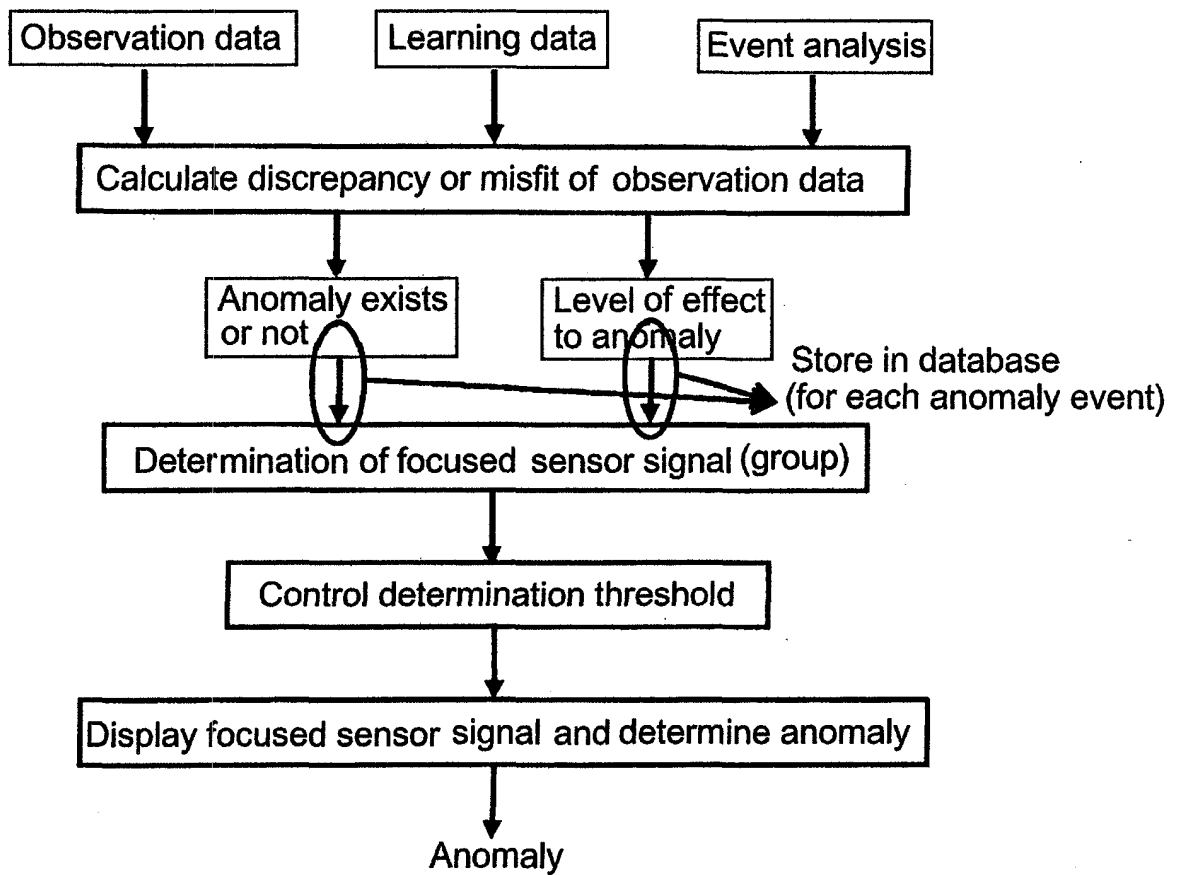 Observation data
Learning data
Event analysis
Calculate discrepancy or misfit of observation data
Anomaly exists
or not
Level of effect
to anomaly
Store in database
(for each anomaly event)
Determination of focused sensor signal (group)
Control determination threshold
Display focused sensor signal and determine anomaly
Anomaly